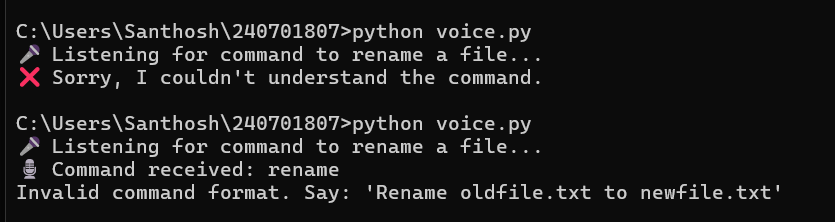 C:\Users\Santhosh\240701807>python voice.py
🎤 Listening for command to rename a file...
❌ Sorry, I couldn't understand the command.
C:\Users\Santhosh\240701807>python voice.py
🎤 Listening for command to rename a file...
🎙 Command received: rename
Invalid command format. Say: 'Rename oldfile.txt to newfile.txt'